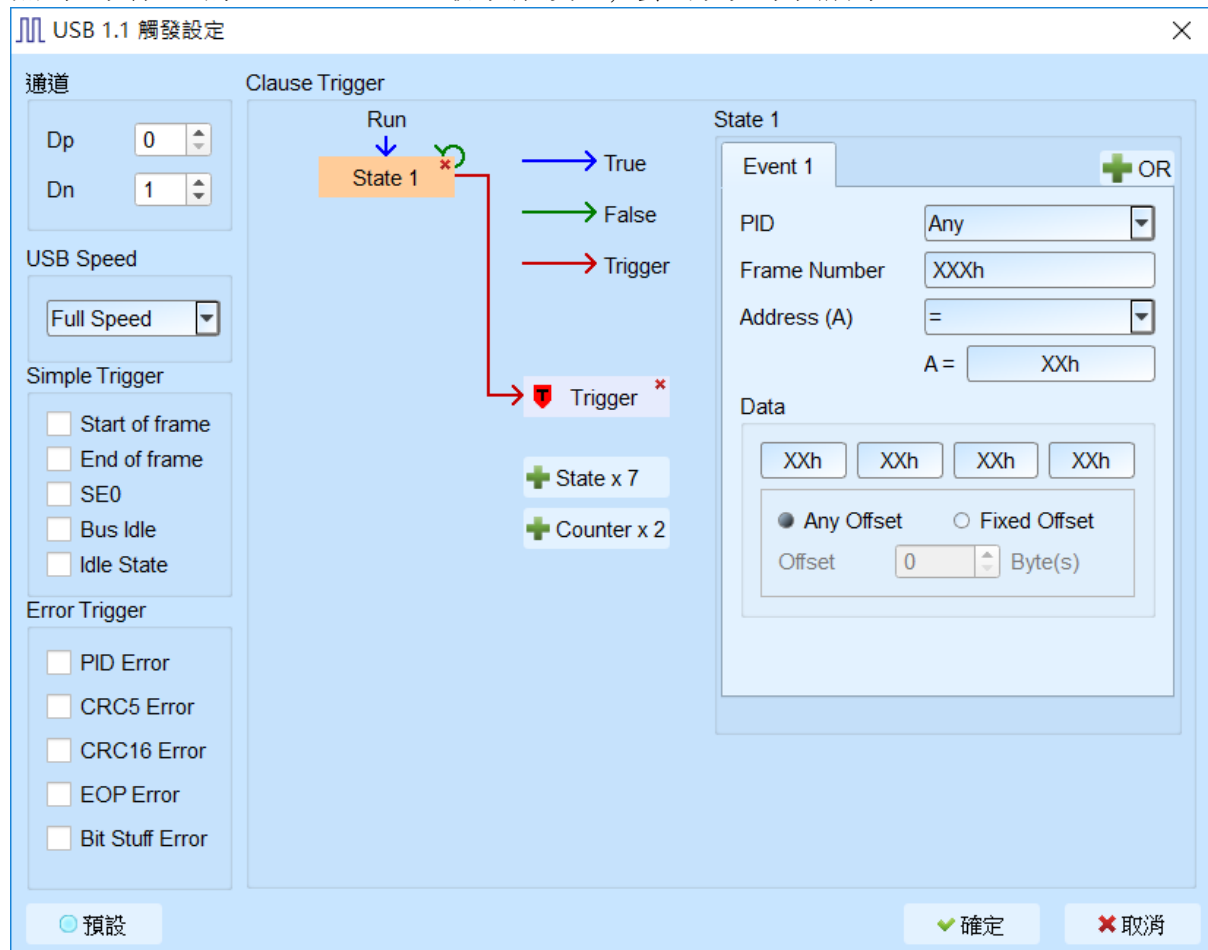 USB 1.1 觸發設定
通道
Dp 0
Dn 1
USB Speed
Full Speed
Simple Trigger
Start of frame
End of frame
SE0
Bus Idle
Idle State
Error Trigger
PID Error
CRC5 Error
CRC16 Error
EOP Error
Bit Stuff Error
Clause Trigger
Run
State 1
True
False
Trigger
T Trigger
State x 7
Counter x 2
State 1
Event 1
OR
PID Any
Frame Number XXXh
Address (A) =
A = XXh
Data
XXh XXh XXh XXh
Any Offset Fixed Offset
Offset 0 Byte(s)
預設
確定
取消